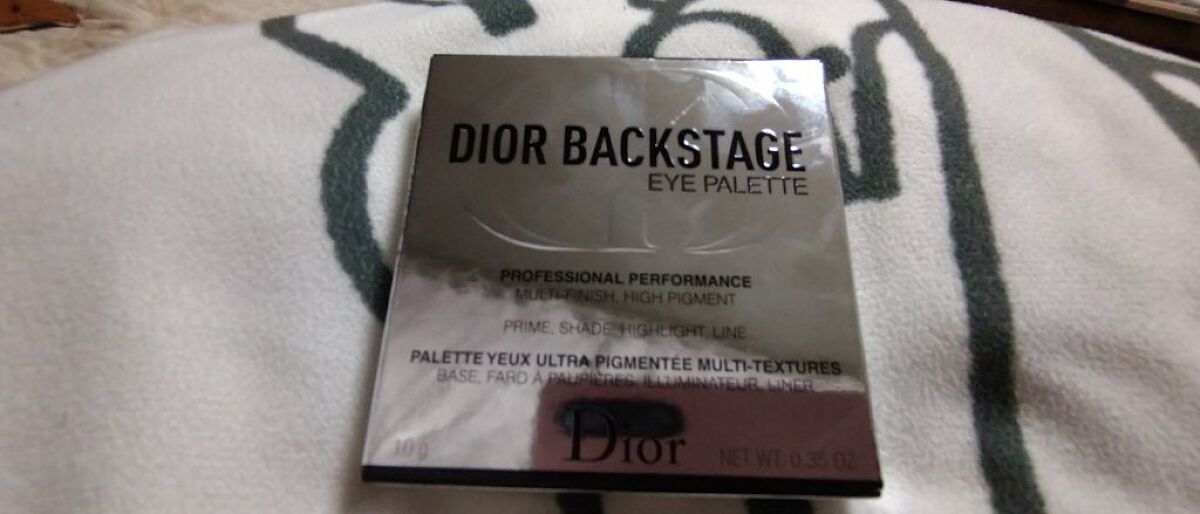 DIOR BACKSTAGE
EYE PALETTE
PROFESSIONAL PERFORMANCE
MULTI-FINISH, HIGH PIGMENT
PRIME, SHADE, HIGHLIGHT, LINE
PALETTE YEUX ULTRA PIGMENTÉE MULTI-TEXTURES
BASE, FARD À PAUPIÈRES, ILLUMINATEUR, LINER
Dior
10 g
NET WT. 0.35 OZ.